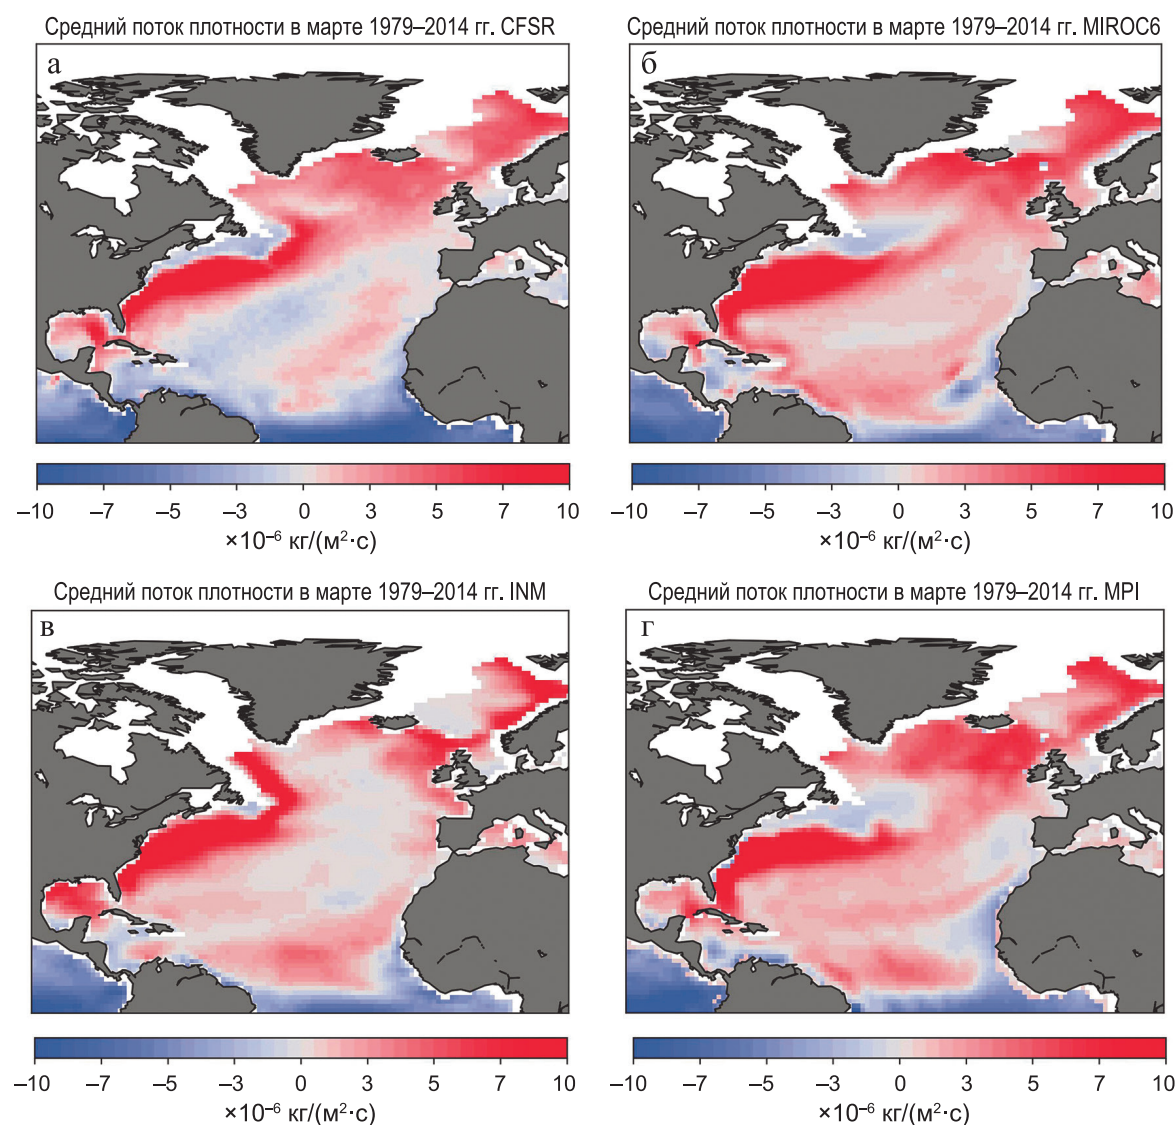 Средний поток плотности в марте 1979–2014 гг. CFSR
а
–10 –7 –5 –3 0 3 5 7 10
×10⁻⁶ кг/(м²·с)
Средний поток плотности в марте 1979–2014 гг. MIROC6
б
–10 –7 –5 –3 0 3 5 7 10
×10⁻⁶ кг/(м²·с)
Средний поток плотности в марте 1979–2014 гг. INM
в
–10 –7 –5 –3 0 3 5 7 10
×10⁻⁶ кг/(м²·с)
Средний поток плотности в марте 1979–2014 гг. MPI
г
–10 –7 –5 –3 0 3 5 7 10
×10⁻⁶ кг/(м²·с)